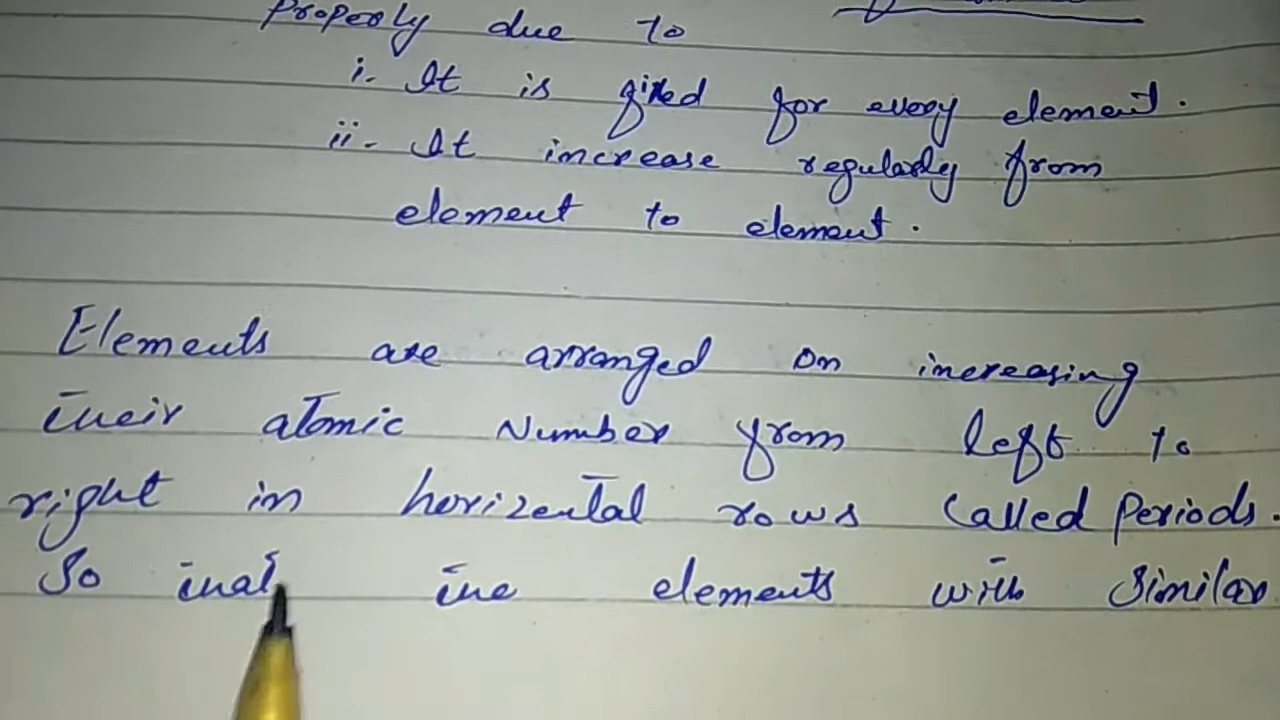 Property due to
i. It is fixed for every element.
ii. It increase regularly from
element to element.
Elements are arranged on increasing
their atomic Number from left to
right in horizental rows Called Periods.
So that the elements with Similar